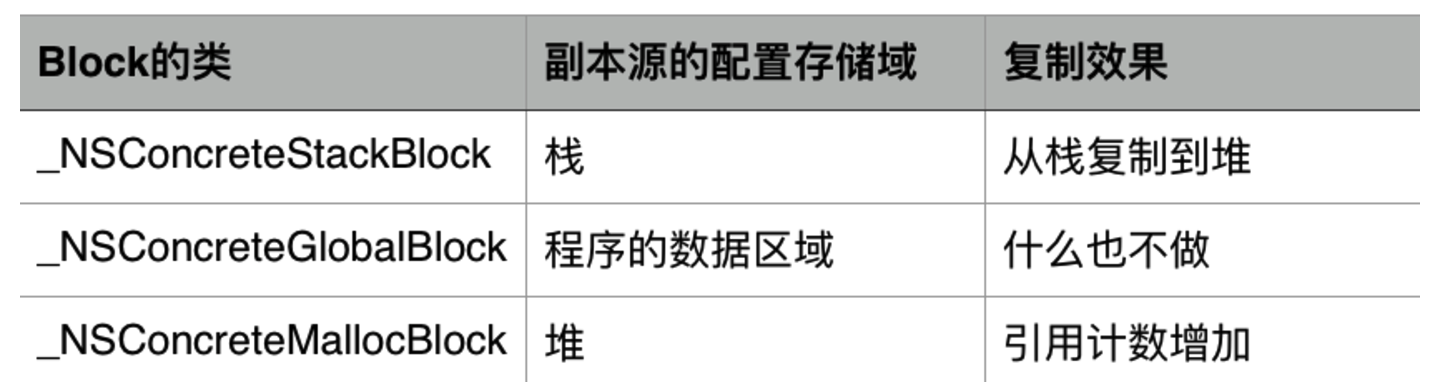 Block的类 副本源的配置存储域 复制效果
_NSConcreteStackBlock 栈 从栈复制到堆
_NSConcreteGlobalBlock 程序的数据区域 什么也不做
_NSConcreteMallocBlock 堆 引用计数增加